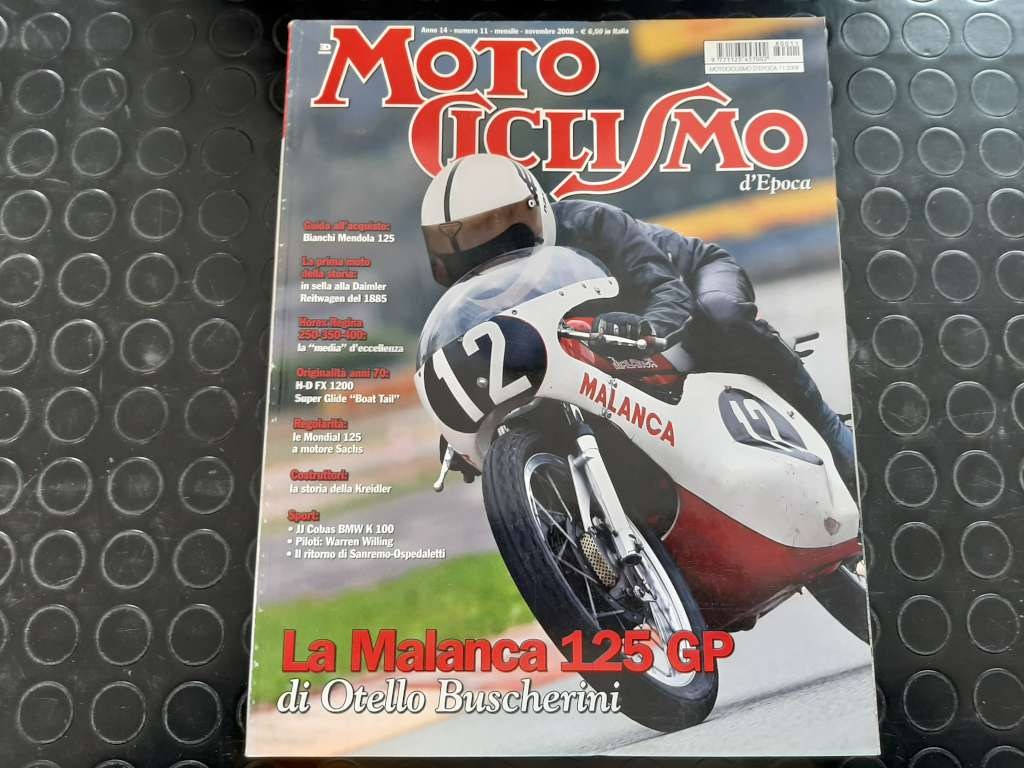 Anno 14 - numero 11 - mensile - novembre 2008 - € 6,00 in Italia
MOTO
CICLISMO
d'Epoca
80011
MOTOCICLISMO D'EPOCA
Guida all'acquisto:
Bianchi Mendola 125
La prima moto
della storia:
in sella alla Daimler
Reitwagen del 1885
Horex Regina
250-350-400:
la "media" d'eccellenza
Originalità anni 70:
H-D FX 1200
Super Glide "Boat Tail"
Regolarità:
le Mondial 125
a motore Sachs
Costruttori:
la storia della Kreidler
Sport:
• JJ Cobas BMW K 100
• Piloti: Warren Willing
• Il ritorno di Sanremo-Ospedaletti
12
MALANCA
12
La Malanca 125 GP
di Otello Buscherini